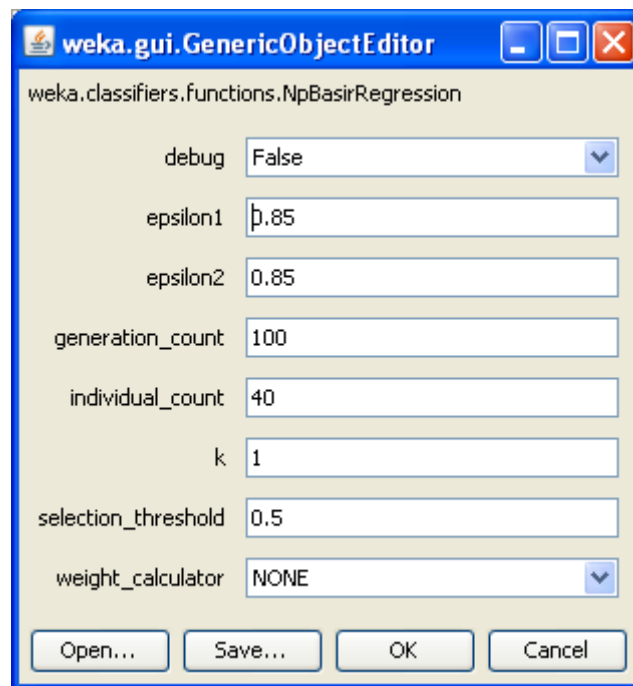 weka.gui.GenericObjectEditor
weka.classifiers.functions.NpBasirRegression
debug False
epsilon1 0.85
epsilon2 0.85
generation_count 100
individual_count 40
k 1
selection_threshold 0.5
weight_calculator NONE
Open... Save... OK Cancel